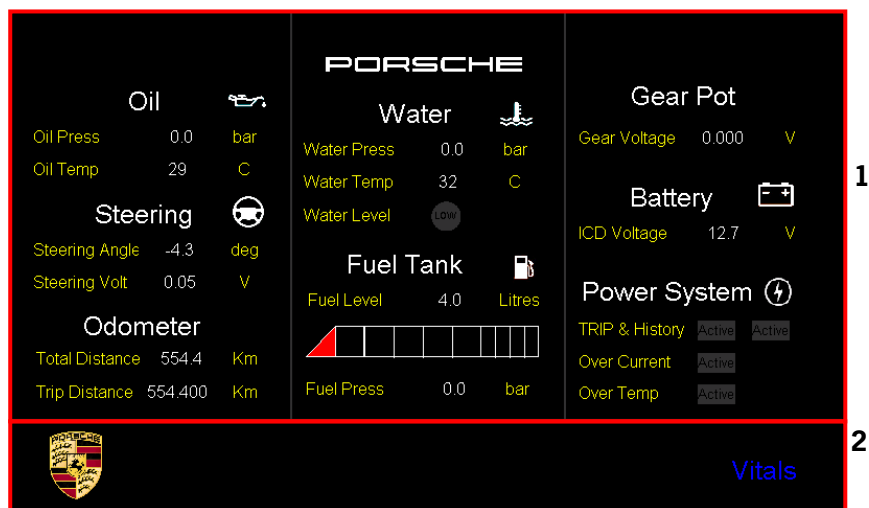 Oil
Oil Press 0.0 bar
Oil Temp 29 C
Steering
Steering Angle -4.3 deg
Steering Volt 0.05 V
Odometer
Total Distance 554.4 Km
Trip Distance 554.400 Km
PORSCHE
Water
Water Press 0.0 bar
Water Temp 32 C
Water Level LOW
Fuel Tank
Fuel Level 4.0 Litres
Fuel Press 0.0 bar
Gear Pot
Gear Voltage 0.000 V
Battery
ICD Voltage 12.7 V
Power System
TRIP & History Active Active
Over Current Active
Over Temp Active
1
PORSCHE
Vitals
2